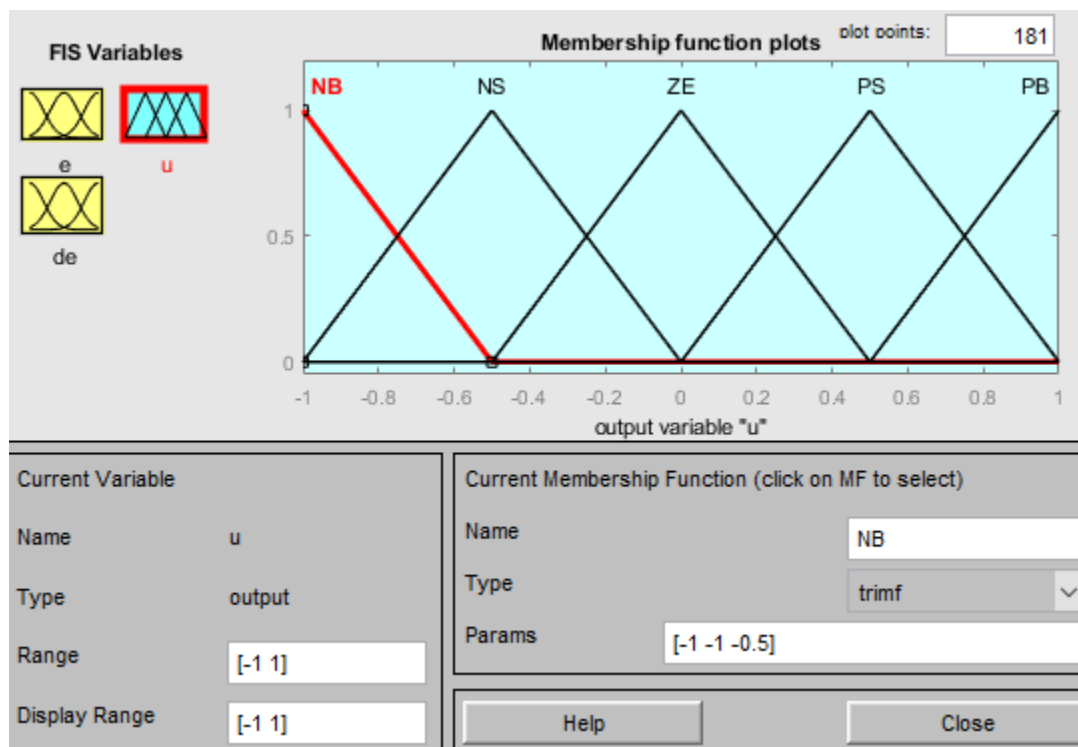 FIS Variables
Membership function plots
plot points:
181
e
u
de
NB
NS
ZE
PS
PB
1
0.5
0
-1
-0.8
-0.6
-0.4
-0.2
0
0.2
0.4
0.6
0.8
1
output variable "u"
Current Variable
Name
u
Type
output
Range
[-1 1]
Display Range
[-1 1]
Current Membership Function (click on MF to select)
Name
NB
Type
trimf
Params
[-1 -1 -0.5]
Help
Close